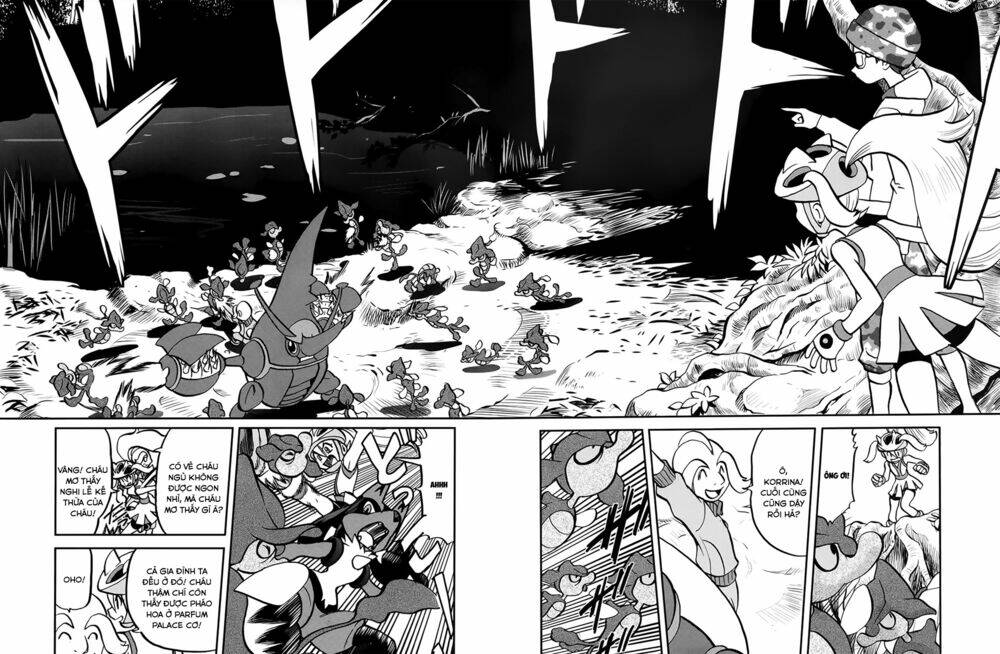 ÔNG ƠI!
Ồ,
KORRINA!
CUỐI CÙNG
CŨNG DẬY
RỒI HẢ?
AHHH
!!!
CÓ VẺ CHÁU
NGỦ KHÔNG
ĐƯỢC NGON
NHỈ, MÀ CHÁU
MƠ THẤY GÌ À?
VÂNG! CHÁU
MƠ THẤY
NGHI LỄ KẾ
THỪA CỦA
CHÁU!
CẢ GIA ĐÌNH TA
ĐỀU Ở ĐÓ! CHÁU
THẬM CHÍ CÒN
THẤY ĐƯỢC PHÁO
HOA Ở PARFUM
PALACE CƠ!
OHO!